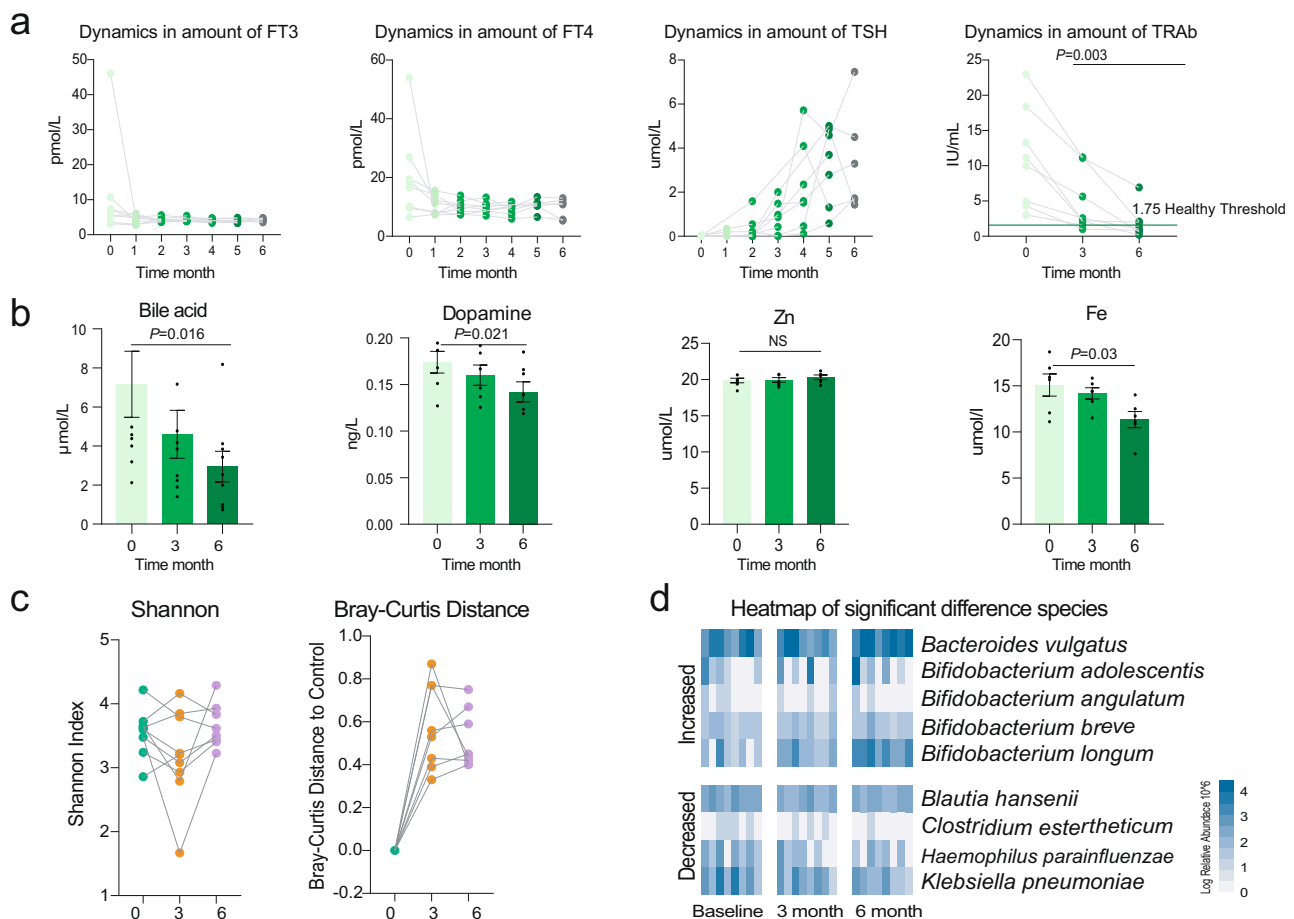 a
Dynamics in amount of FT3
pmol/L
50
40
30
20
10
0
0 1 2 3 4 5 6
Time month
Dynamics in amount of FT4
pmol/L
60
40
20
0
0 1 2 3 4 5 6
Time month
Dynamics in amount of TSH
umol/L
8
6
4
2
0
0 1 2 3 4 5 6
Time month
Dynamics in amount of TRAb
P=0.003
IU/mL
25
20
15
10
5
0
1.75 Healthy Threshold
0 3 6
Time month
b
Bile acid
P=0.016
μmol/L
10
8
6
4
2
0
0 3 6
Time month
Dopamine
P=0.021
ng/L
0.20
0.15
0.10
0.05
0.00
0 3 6
Time month
Zn
NS
umol/L
25
20
15
10
5
0
0 3 6
Time month
Fe
P=0.03
umol/l
20
15
10
5
0
0 3 6
Time month
c
Shannon
Shannon Index
5
4
3
2
1
0 3 6
Bray-Curtis Distance
Bray-Curtis Distance to Control
1.0
0.8
0.6
0.4
0.2
0.0
-0.2
0 3 6
d
Heatmap of significant difference species
Increased
Bacteroides vulgatus
Bifidobacterium adolescentis
Bifidobacterium angulatum
Bifidobacterium breve
Bifidobacterium longum
Decreased
Blautia hansenii
Clostridium estertheticum
Haemophilus parainfluenzae
Klebsiella pneumoniae
Baseline 3 month 6 month
Log Relative Abundace 10^6
4
3
2
1
0